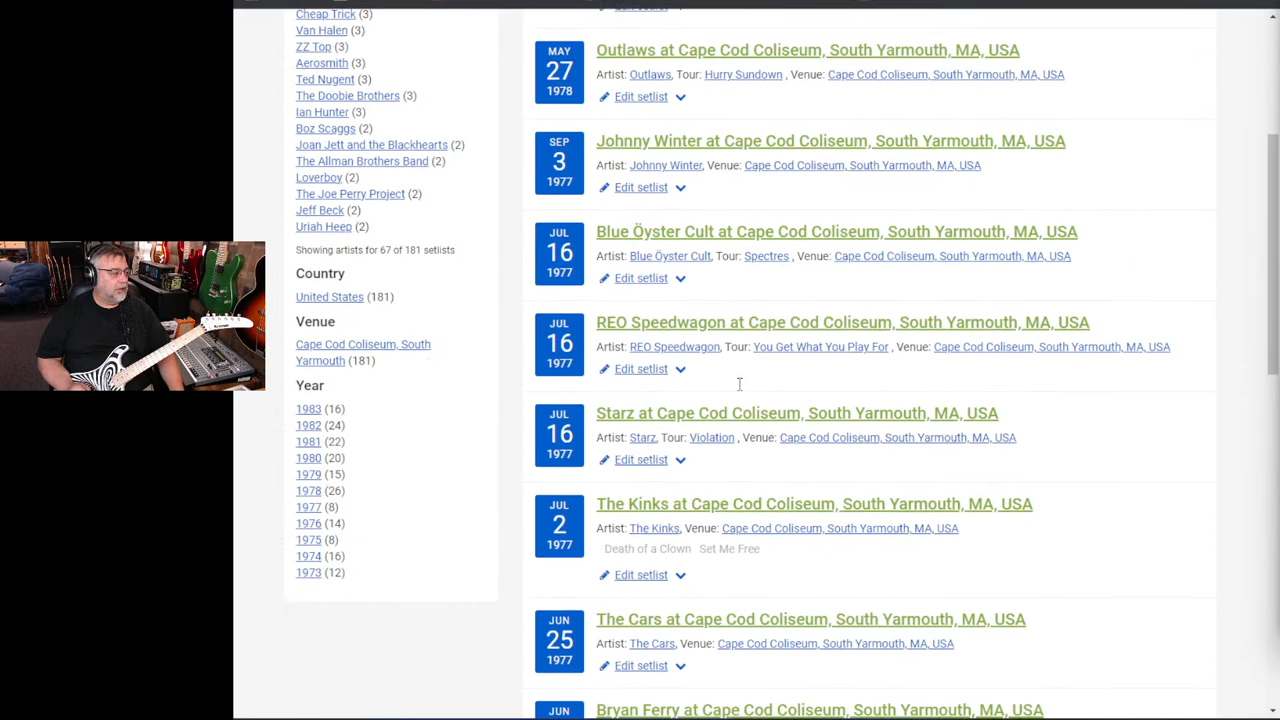 Cheap Trick (3)
Van Halen (3)
ZZ Top (3)
Aerosmith (3)
Ted Nugent (3)
The Doobie Brothers (3)
Ian Hunter (3)
Boz Scaggs (2)
Joan Jett and the Blackhearts (2)
The Allman Brothers Band (2)
Loverboy (2)
The Joe Perry Project (2)
Jeff Beck (2)
Uriah Heep (2)
Showing artists for 67 of 181 setlists
Country
United States (181)
Venue
Cape Cod Coliseum, South
Yarmouth (181)
Year
1983 (16)
1982 (24)
1981 (22)
1980 (20)
1979 (15)
1978 (26)
1977 (8)
1976 (14)
1975 (8)
1974 (16)
1973 (12)
Edit setlist
MAY
27
1978
Outlaws at Cape Cod Coliseum, South Yarmouth, MA, USA
Artist: Outlaws, Tour: Hurry Sundown , Venue: Cape Cod Coliseum, South Yarmouth, MA, USA
Edit setlist
SEP
3
1977
Johnny Winter at Cape Cod Coliseum, South Yarmouth, MA, USA
Artist: Johnny Winter, Venue: Cape Cod Coliseum, South Yarmouth, MA, USA
Edit setlist
JUL
16
1977
Blue Öyster Cult at Cape Cod Coliseum, South Yarmouth, MA, USA
Artist: Blue Öyster Cult, Tour: Spectres , Venue: Cape Cod Coliseum, South Yarmouth, MA, USA
Edit setlist
JUL
16
1977
REO Speedwagon at Cape Cod Coliseum, South Yarmouth, MA, USA
Artist: REO Speedwagon, Tour: You Get What You Play For , Venue: Cape Cod Coliseum, South Yarmouth, MA, USA
Edit setlist
JUL
16
1977
Starz at Cape Cod Coliseum, South Yarmouth, MA, USA
Artist: Starz, Tour: Violation , Venue: Cape Cod Coliseum, South Yarmouth, MA, USA
Edit setlist
JUL
2
1977
The Kinks at Cape Cod Coliseum, South Yarmouth, MA, USA
Artist: The Kinks, Venue: Cape Cod Coliseum, South Yarmouth, MA, USA
Death of a Clown Set Me Free
Edit setlist
JUN
25
1977
The Cars at Cape Cod Coliseum, South Yarmouth, MA, USA
Artist: The Cars, Venue: Cape Cod Coliseum, South Yarmouth, MA, USA
Edit setlist
JUN
Bryan Ferry at Cape Cod Coliseum, South Yarmouth, MA, USA